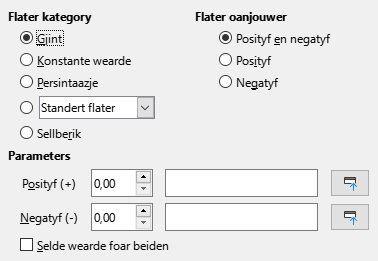 Flater kategory
Gjint
Konstante wearde
Persintaazje
Standert flater
Sellberik
Flater oanjouwer
Posityf en negatyf
Posityf
Negatyf
Parameters
Posityf (+) 0,00
Negatyf (-) 0,00
Selde wearde foar beiden